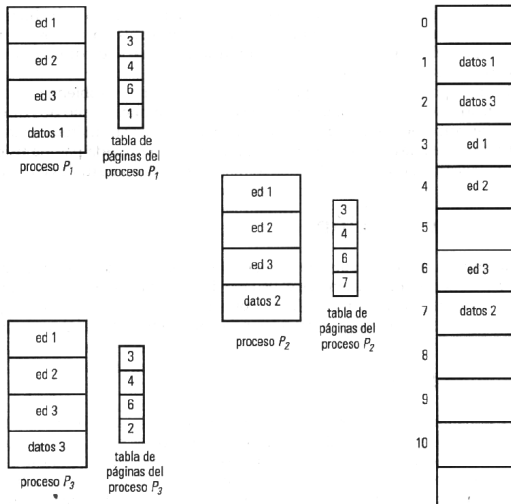 ed 1
ed 2
ed 3
datos 1
proceso P1
3
4
6
1
tabla de
páginas del
proceso P1
ed 1
ed 2
ed 3
datos 2
proceso P2
3
4
6
7
tabla de
páginas del
proceso P2
ed 1
ed 2
ed 3
datos 3
proceso P3
3
4
6
2
tabla de
páginas del
proceso P3
0
1 datos 1
2 datos 3
3 ed 1
4 ed 2
5
6 ed 3
7 datos 2
8
9
10